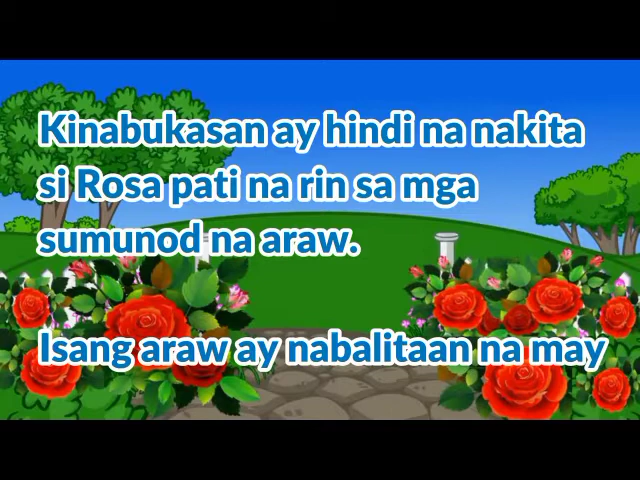 Kinabukasan ay hindi na nakita
si Rosa pati na rin sa mga
sumunod na araw.
Isang araw ay nabalitaan na may